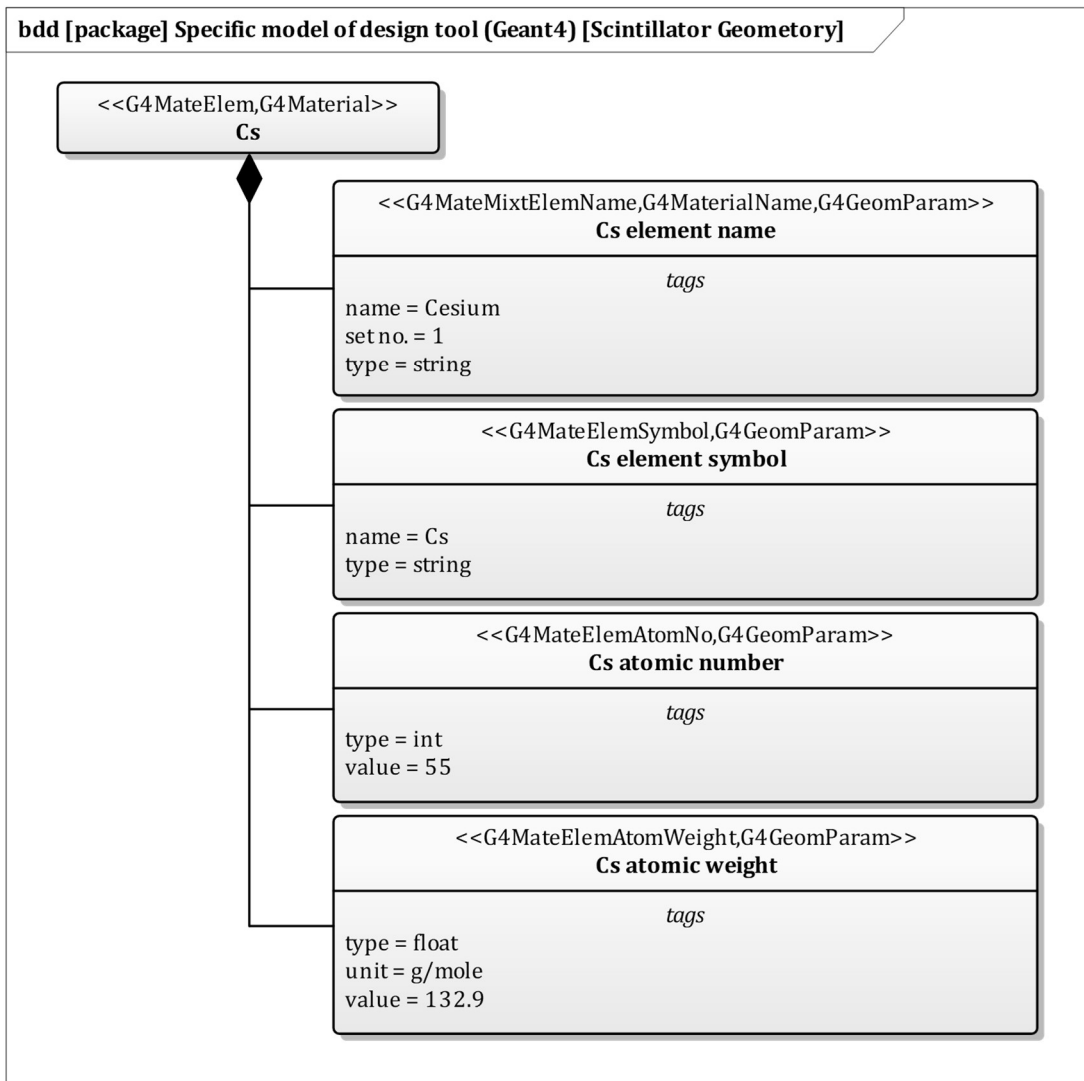 bdd [package] Specific model of design tool (Geant4) [Scintillator Geometory]
<<G4MateElem,G4Material>>
Cs
<<G4MateMixtElemName,G4MaterialName,G4GeomParam>>
Cs element name
tags
name = Cesium
set no. = 1
type = string
<<G4MateElemSymbol,G4GeomParam>>
Cs element symbol
tags
name = Cs
type = string
<<G4MateElemAtomNo,G4GeomParam>>
Cs atomic number
tags
type = int
value = 55
<<G4MateElemAtomWeight,G4GeomParam>>
Cs atomic weight
tags
type = float
unit = g/mole
value = 132.9